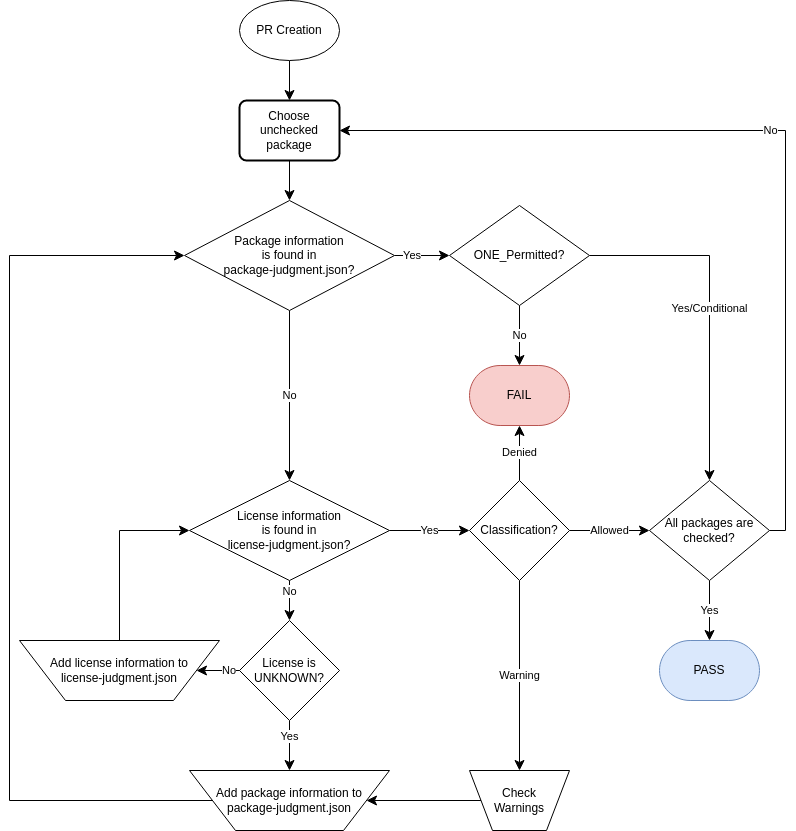 PR Creation
Choose
unchecked
package
No
Package information
is found in
package-judgment.json?
Yes
ONE_Permitted?
Yes/Conditional
No
No
FAIL
Denied
License information
is found in
license-judgment.json?
Yes
Classification?
Allowed
All packages are
checked?
No
Yes
Add license information to
license-judgment.json
No
License is
UNKNOWN?
Warning
PASS
Yes
Add package information to
package-judgment.json
Check
Warnings